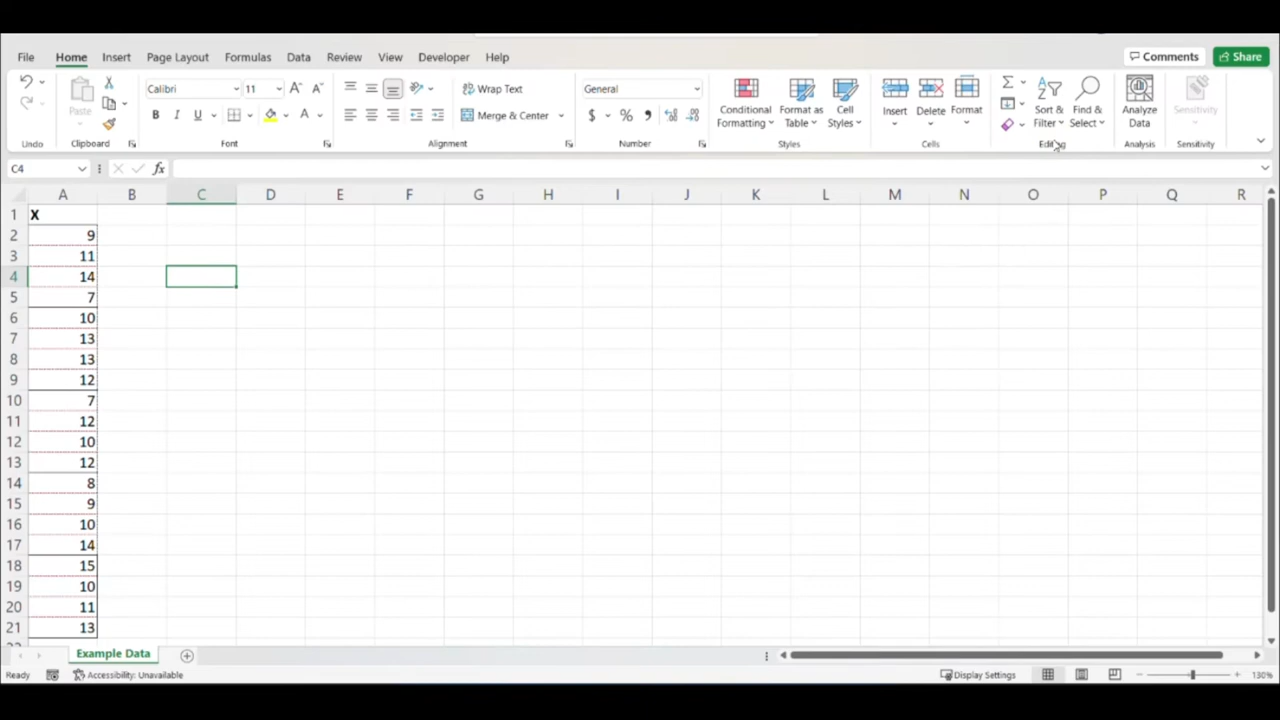 File Home Insert Page Layout Formulas Data Review View Developer Help Comments Share
Calibri 11 A A Wrap Text General
Paste B I U A Merge & Center $ % Conditional Formatting Format as Table Cell Styles Insert Delete Format Sort & Filter Find & Select Analyze Data Sensitivity
Undo Clipboard Font Alignment Number Styles Cells Editing Analysis Sensitivity
C4 fx
A B C D E F G H I J K L M N O P Q R
1 X
2 9
3 11
4 14
5 7
6 10
7 13
8 13
9 12
10 7
11 12
12 10
13 12
14 8
15 9
16 10
17 14
18 15
19 10
20 11
21 13
Example Data
Ready Accessibility: Unavailable Display Settings 130%